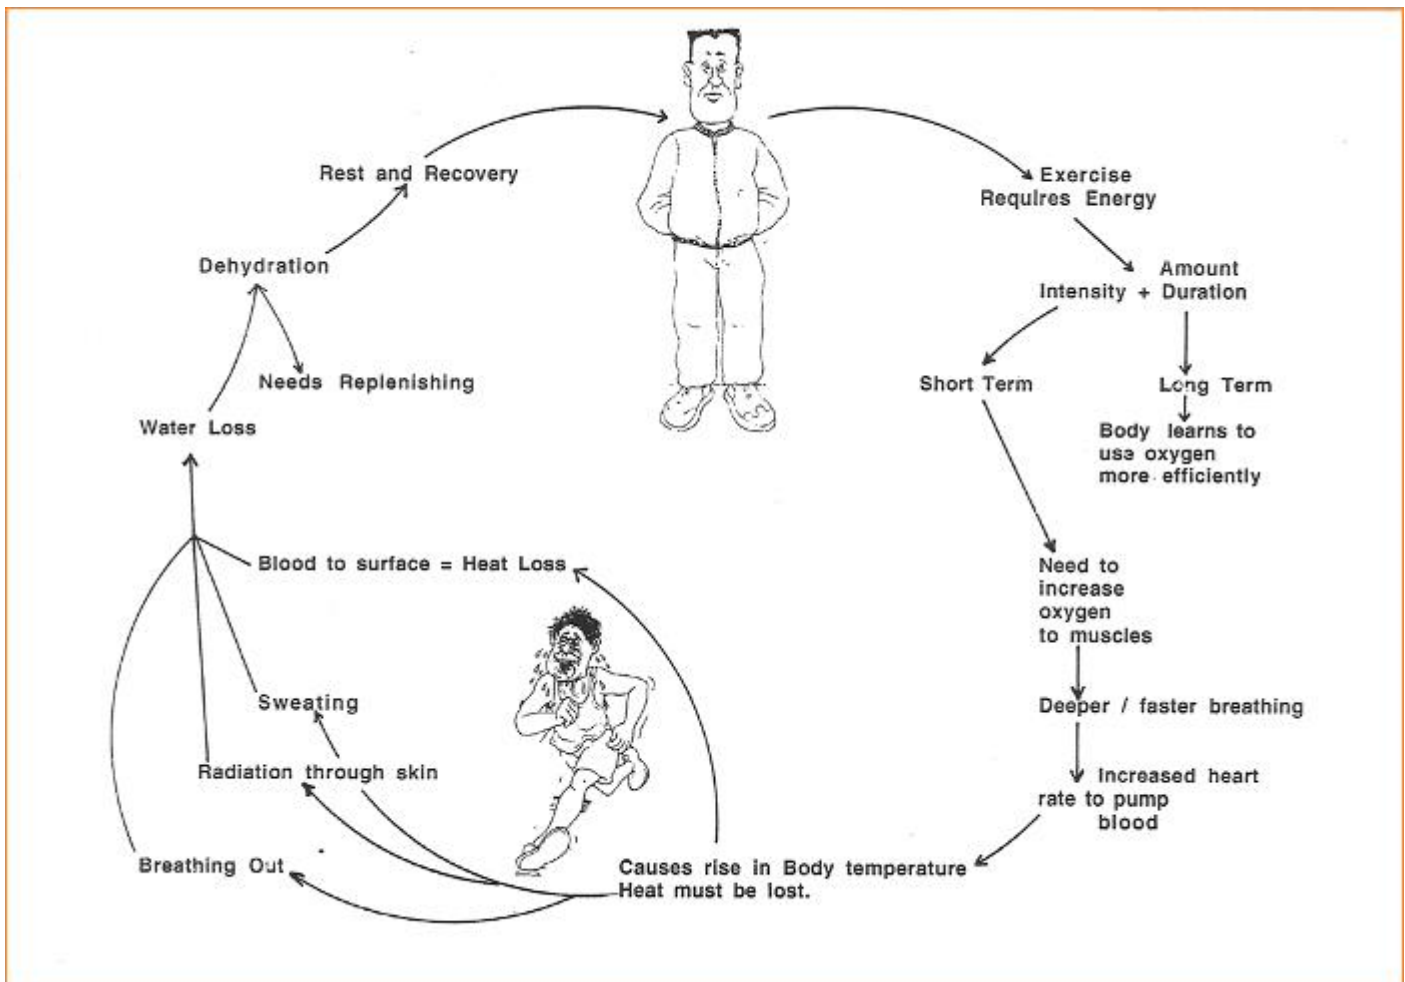 Rest and Recovery
Exercise
Requires Energy
Dehydration
Amount
Intensity + Duration
Needs Replenishing
Short Term
Long Term
Water Loss
Body learns to
use oxygen
more efficiently
Blood to surface = Heat Loss
Need to
increase
oxygen
to muscles
Sweating
Deeper / faster breathing
Radiation through skin
Increased heart
rate to pump
blood
Breathing Out
Causes rise in Body temperature
Heat must be lost.